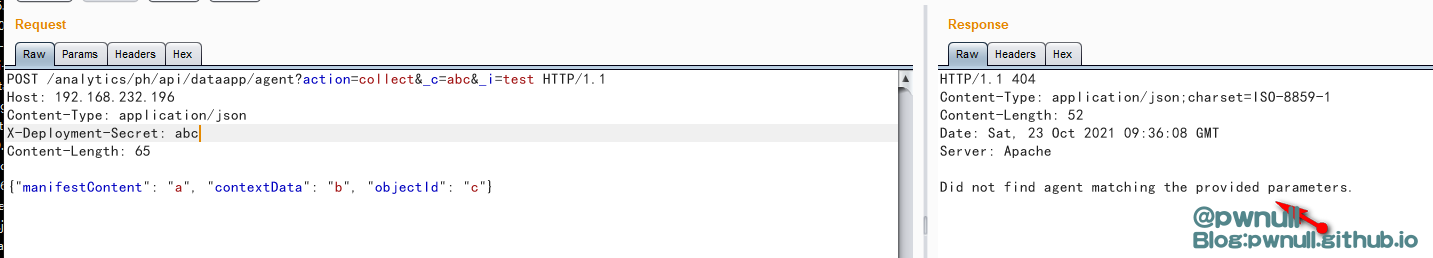 Request
Raw Params Headers Hex
POST /analytics/ph/api/dataapp/agent?action=collect&_c=abc&_i=test HTTP/1.1
Host: 192.168.232.196
Content-Type: application/json
X-Deployment-Secret: abc
Content-Length: 65
{"manifestContent": "a", "contextData": "b", "objectId": "c"}
Response
Raw Headers Hex
HTTP/1.1 404
Content-Type: application/json;charset=ISO-8859-1
Content-Length: 52
Date: Sat, 23 Oct 2021 09:36:08 GMT
Server: Apache
Did not find agent matching the provided parameters.
@pwnull
Blog:pwnull.github.io